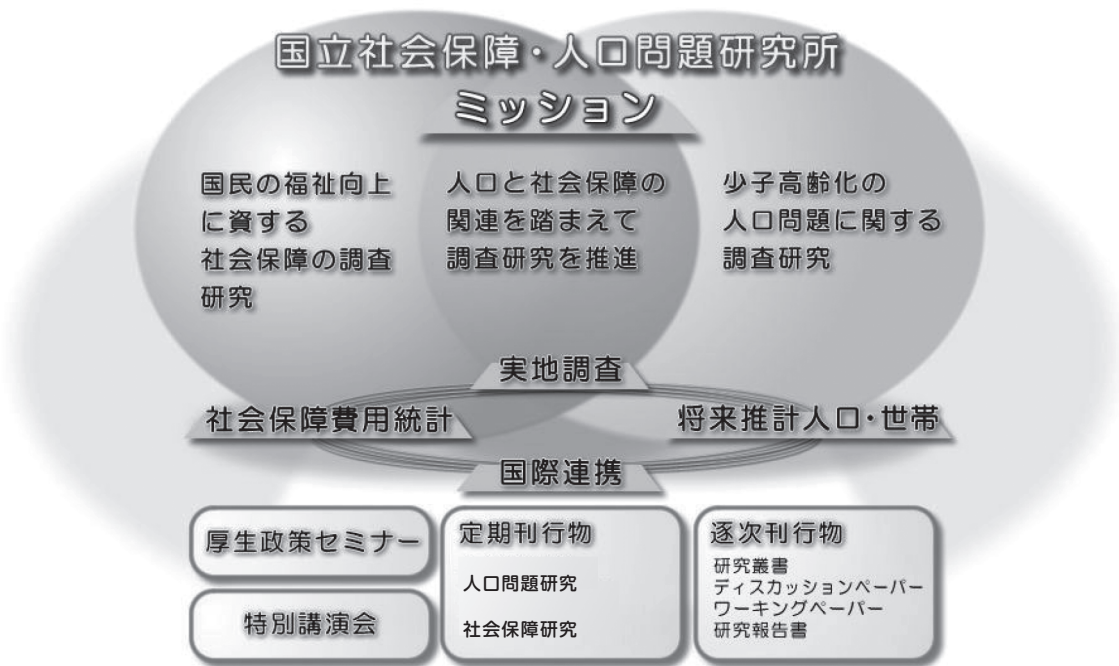 国立社会保障・人口問題研究所
ミッション
国民の福祉向上
に資する
社会保障の調査
研究
人口と社会保障の
関連を踏まえて
調査研究を推進
少子高齢化の
人口問題に関する
調査研究
実地調査
社会保障費用統計
将来推計人口・世帯
国際連携
厚生政策セミナー
特別講演会
定期刊行物
人口問題研究
社会保障研究
逐次刊行物
研究叢書
ディスカッションペーパー
ワーキングペーパー
研究報告書